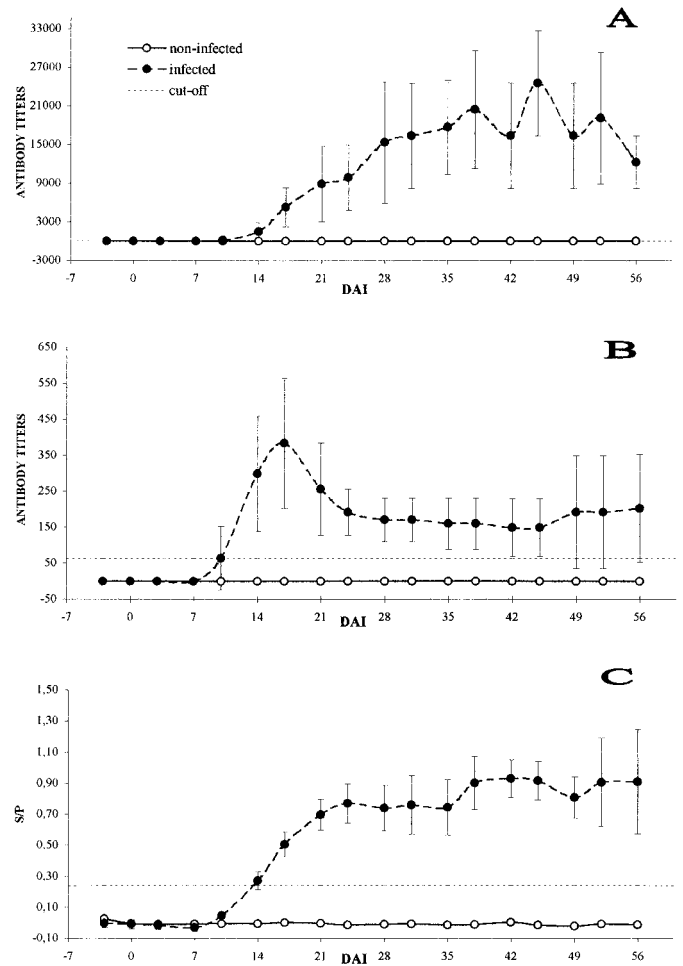 A
33000
27000
21000
15000
9000
3000
-3000
ANTIBODY TITERS
non-infected
infected
cut-off
-7 0 7 14 21 28 35 42 49 56
DAI
B
650
550
450
350
250
150
50
-50
ANTIBODY TITERS
-7 0 7 14 21 28 35 42 49 56
DAI
C
1,50
1,30
1,10
0,90
0,70
0,50
0,30
0,10
-0,10
S/P
-7 0 7 14 21 28 35 42 49 56
DAI